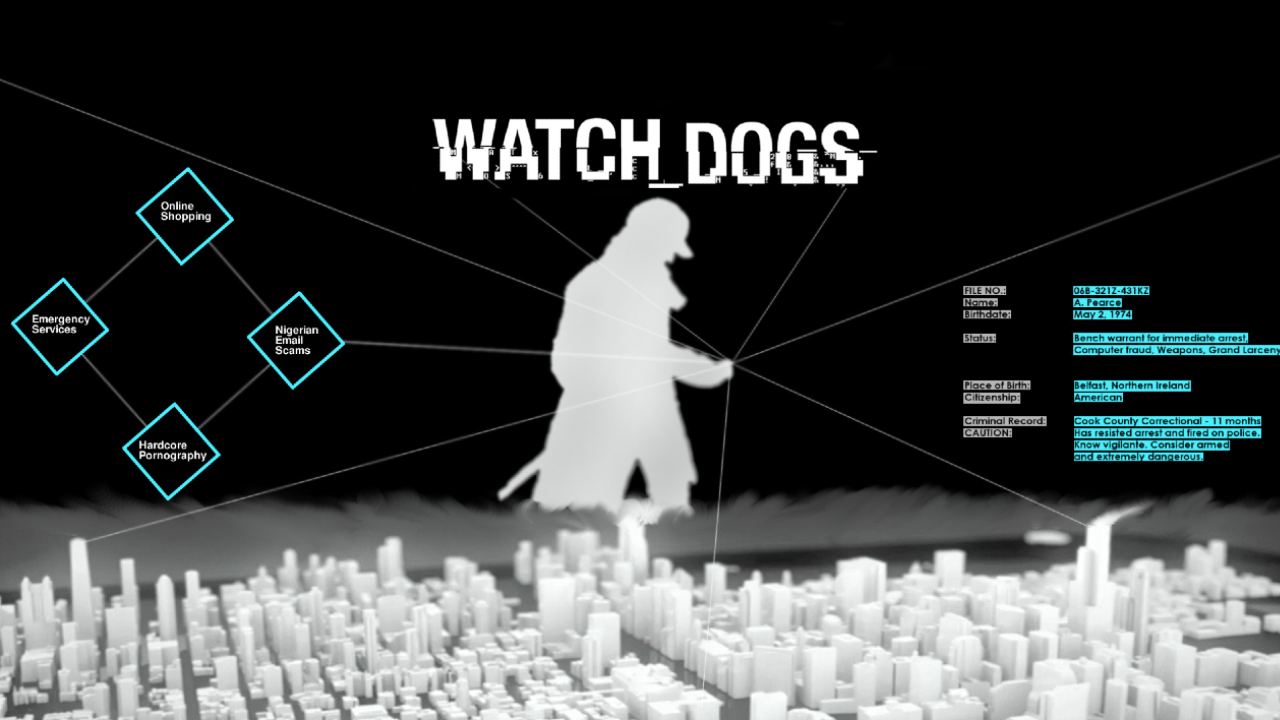 WATCH_DOGS
Online
Shopping
Emergency
Services
Nigerian
Email
Scams
Hardcore
Pornography
FILE NO.: 06B-321Z-431KZ
Name: A. Pearce
Birthdate: May 2, 1974
Status: Bench warrant for immediate arrest,
Computer fraud, Weapons, Grand Larceny
Place of Birth: Belfast, Northern Ireland
Citizenship: American
Criminal Record: Cook County Correctional - 11 months
CAUTION: Has resisted arrest and fired on police.
Know vigilante. Consider armed
and extremely dangerous.